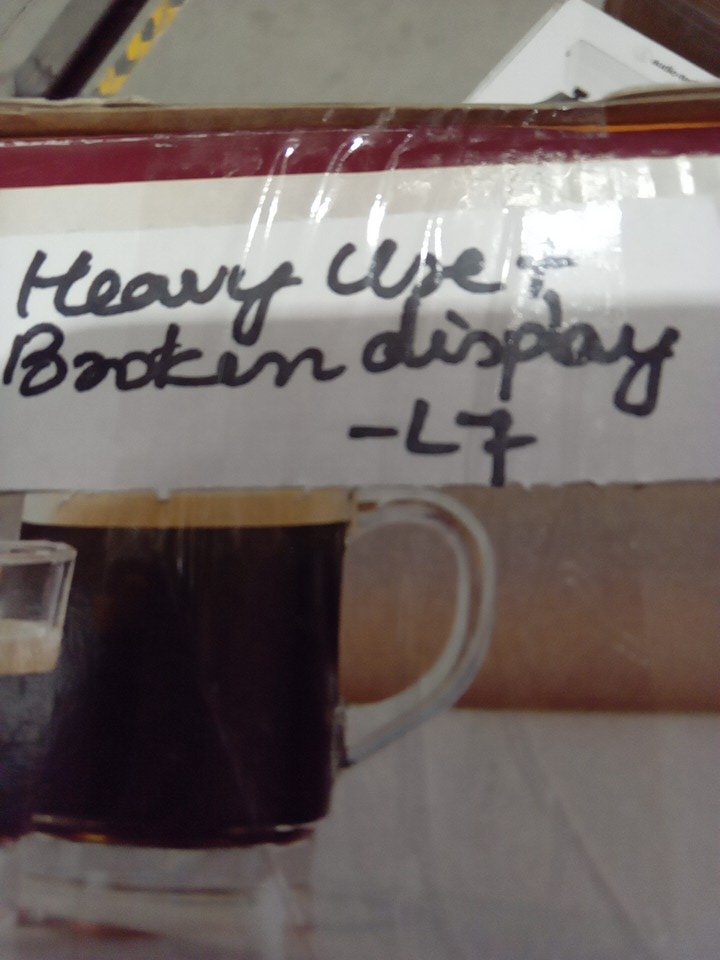 Heavy Use +
Broken display
- L7